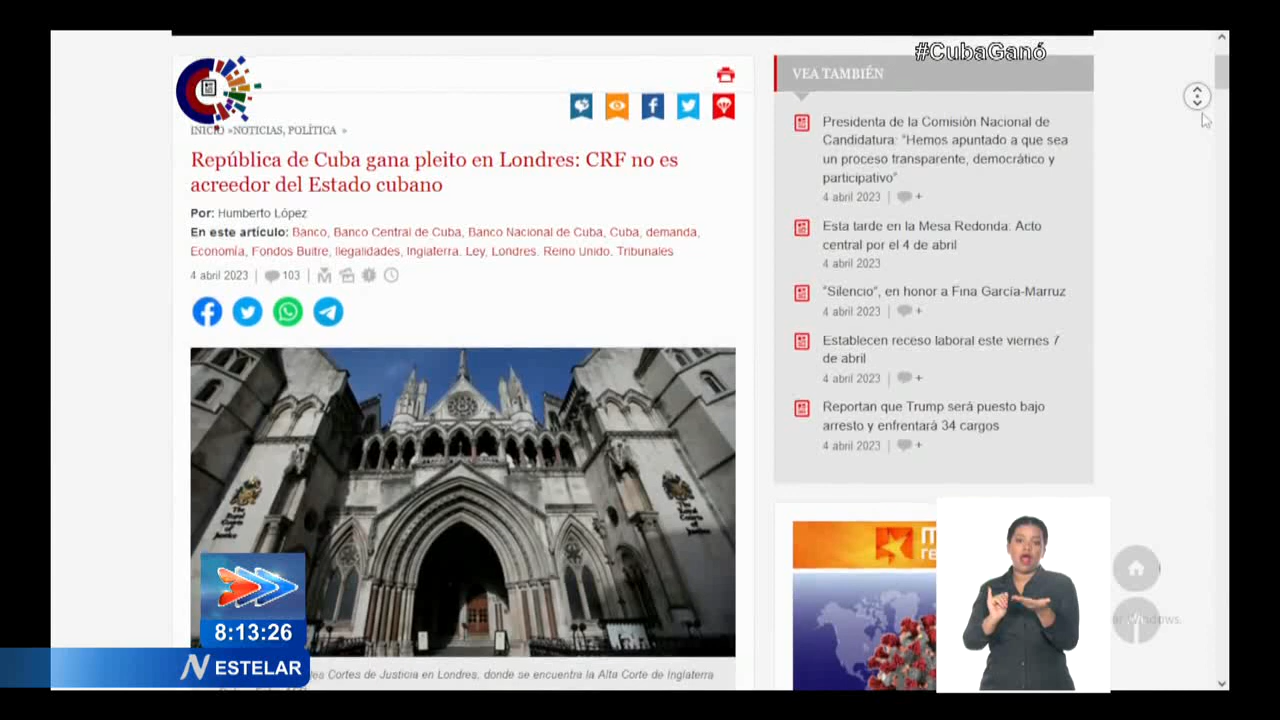 #CubaGanó
INICIO »NOTICIAS, POLÍTICA »
República de Cuba gana pleito en Londres: CRF no es
acreedor del Estado cubano
Por: Humberto López
En este artículo: Banco, Banco Central de Cuba, Banco Nacional de Cuba, Cuba, demanda,
Economía, Fondos Buitre, Ilegalidades, Inglaterra, Ley, Londres, Reino Unido, Tribunales
4 abril 2023 | 103 |
VEA TAMBIÉN
Presidenta de la Comisión Nacional de
Candidatura: “Hemos apuntado a que sea
un proceso transparente, democrático y
participativo”
4 abril 2023 | +
Esta tarde en la Mesa Redonda: Acto
central por el 4 de abril
4 abril 2023
“Silencio”, en honor a Fina García-Marruz
4 abril 2023 | +
Establecen receso laboral este viernes 7
de abril
4 abril 2023 | +
Reportan que Trump será puesto bajo
arresto y enfrentará 34 cargos
4 abril 2023 | +
The Royal
Courts of
Justice
8:13:26
N ESTELAR
Cortes de Justicia en Londres, donde se encuentra la Alta Corte de Inglaterra
Windows.